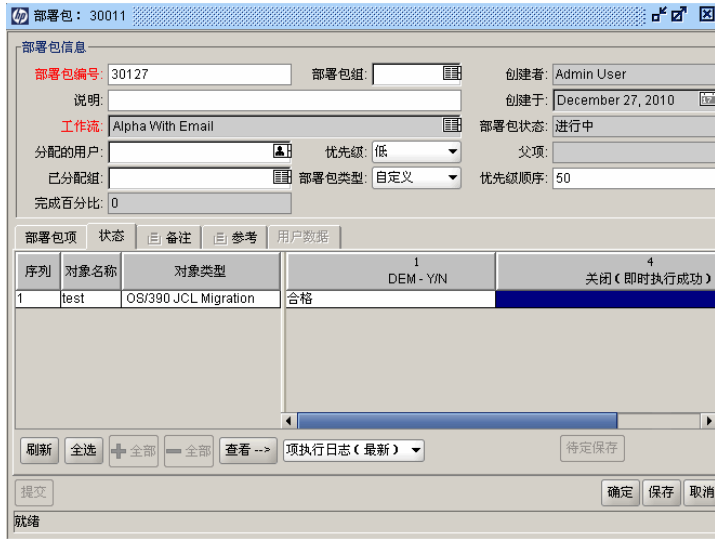 部署包： 30011
部署包信息
部署包编号: 30127 部署包组: 创建者: Admin User
说明: 创建于: December 27, 2010
工作流: Alpha With Email 部署包状态: 进行中
分配的用户: 优先级: 低 父项:
已分配组: 部署包类型: 自定义 优先级顺序: 50
完成百分比: 0
部署包项 状态 备注 参考 用户数据
序列 对象名称 对象类型 1 4
DEM - Y/N 关闭（即时执行成功）
1 test OS/390 JCL Migration 合格
刷新 全选 全部 全部 查看 --> 项执行日志（最新） 待定保存
提交 确定 保存 取消
就绪